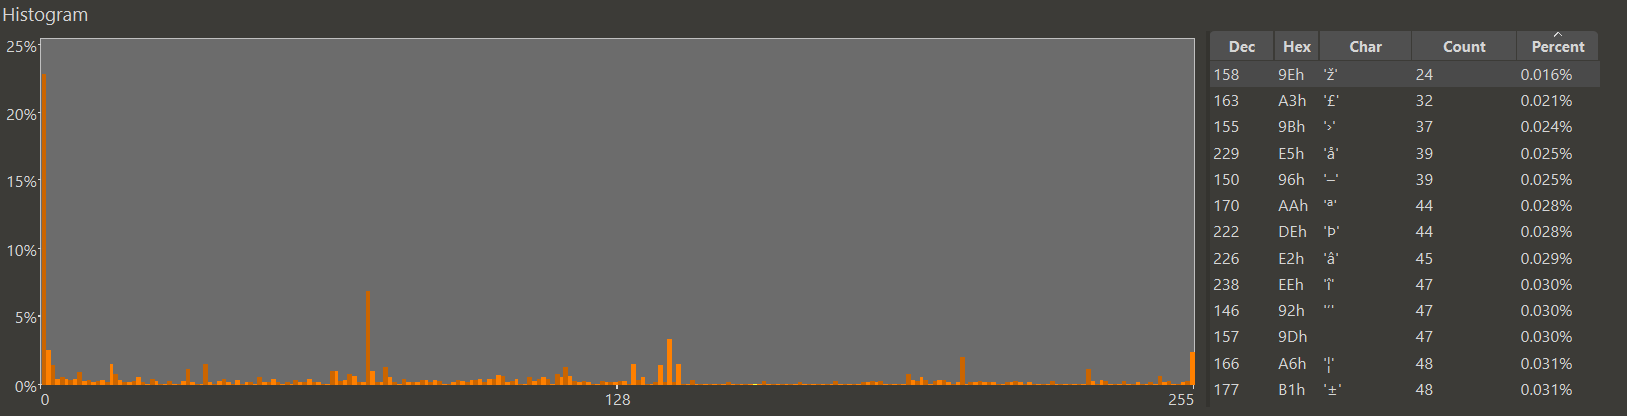 Histogram
25%
20%
15%
10%
5%
0%
0 128 255
Dec Hex Char Count Percent
158 9Eh 'ž' 24 0.016%
163 A3h '£' 32 0.021%
155 9Bh '›' 37 0.024%
229 E5h 'å' 39 0.025%
150 96h '–' 39 0.025%
170 AAh 'ª' 44 0.028%
222 DEh 'Þ' 44 0.028%
226 E2h 'â' 45 0.029%
238 EEh 'î' 47 0.030%
146 92h '’' 47 0.030%
157 9Dh 47 0.030%
166 A6h '¦' 48 0.031%
177 B1h '±' 48 0.031%